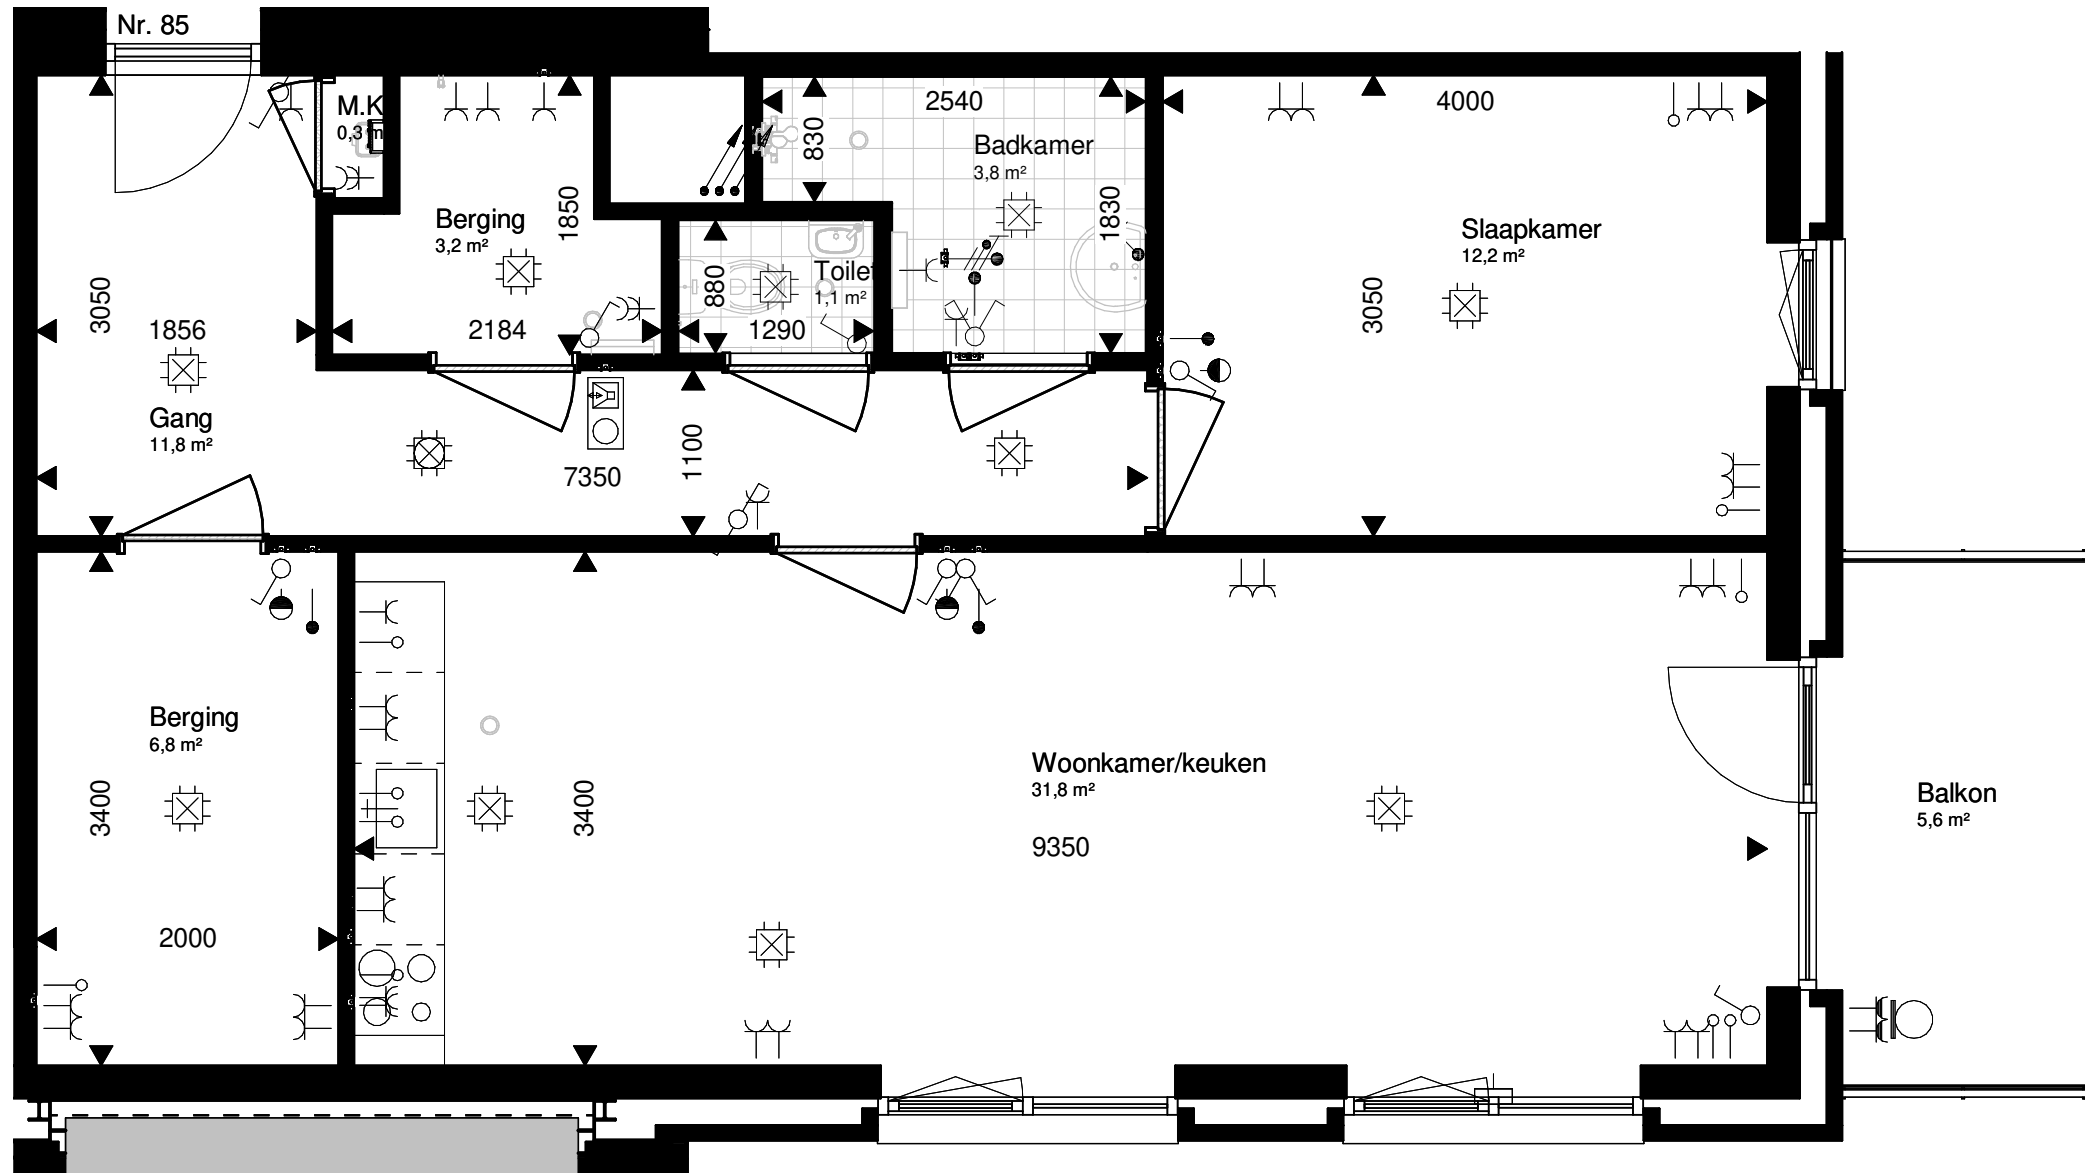 Nr. 85
M.K
0,3 m
2540
4000
830
Badkamer
3,8 m²
1850
1830
Berging
3,2 m²
Slaapkamer
12,2 m²
880
Toilet
1,1 m²
3050
1856
2184
1290
3050
Gang
11,8 m²
1100
7350
Berging
6,8 m²
Woonkamer/keuken
31,8 m²
Balkon
5,6 m²
3400
3400
9350
2000